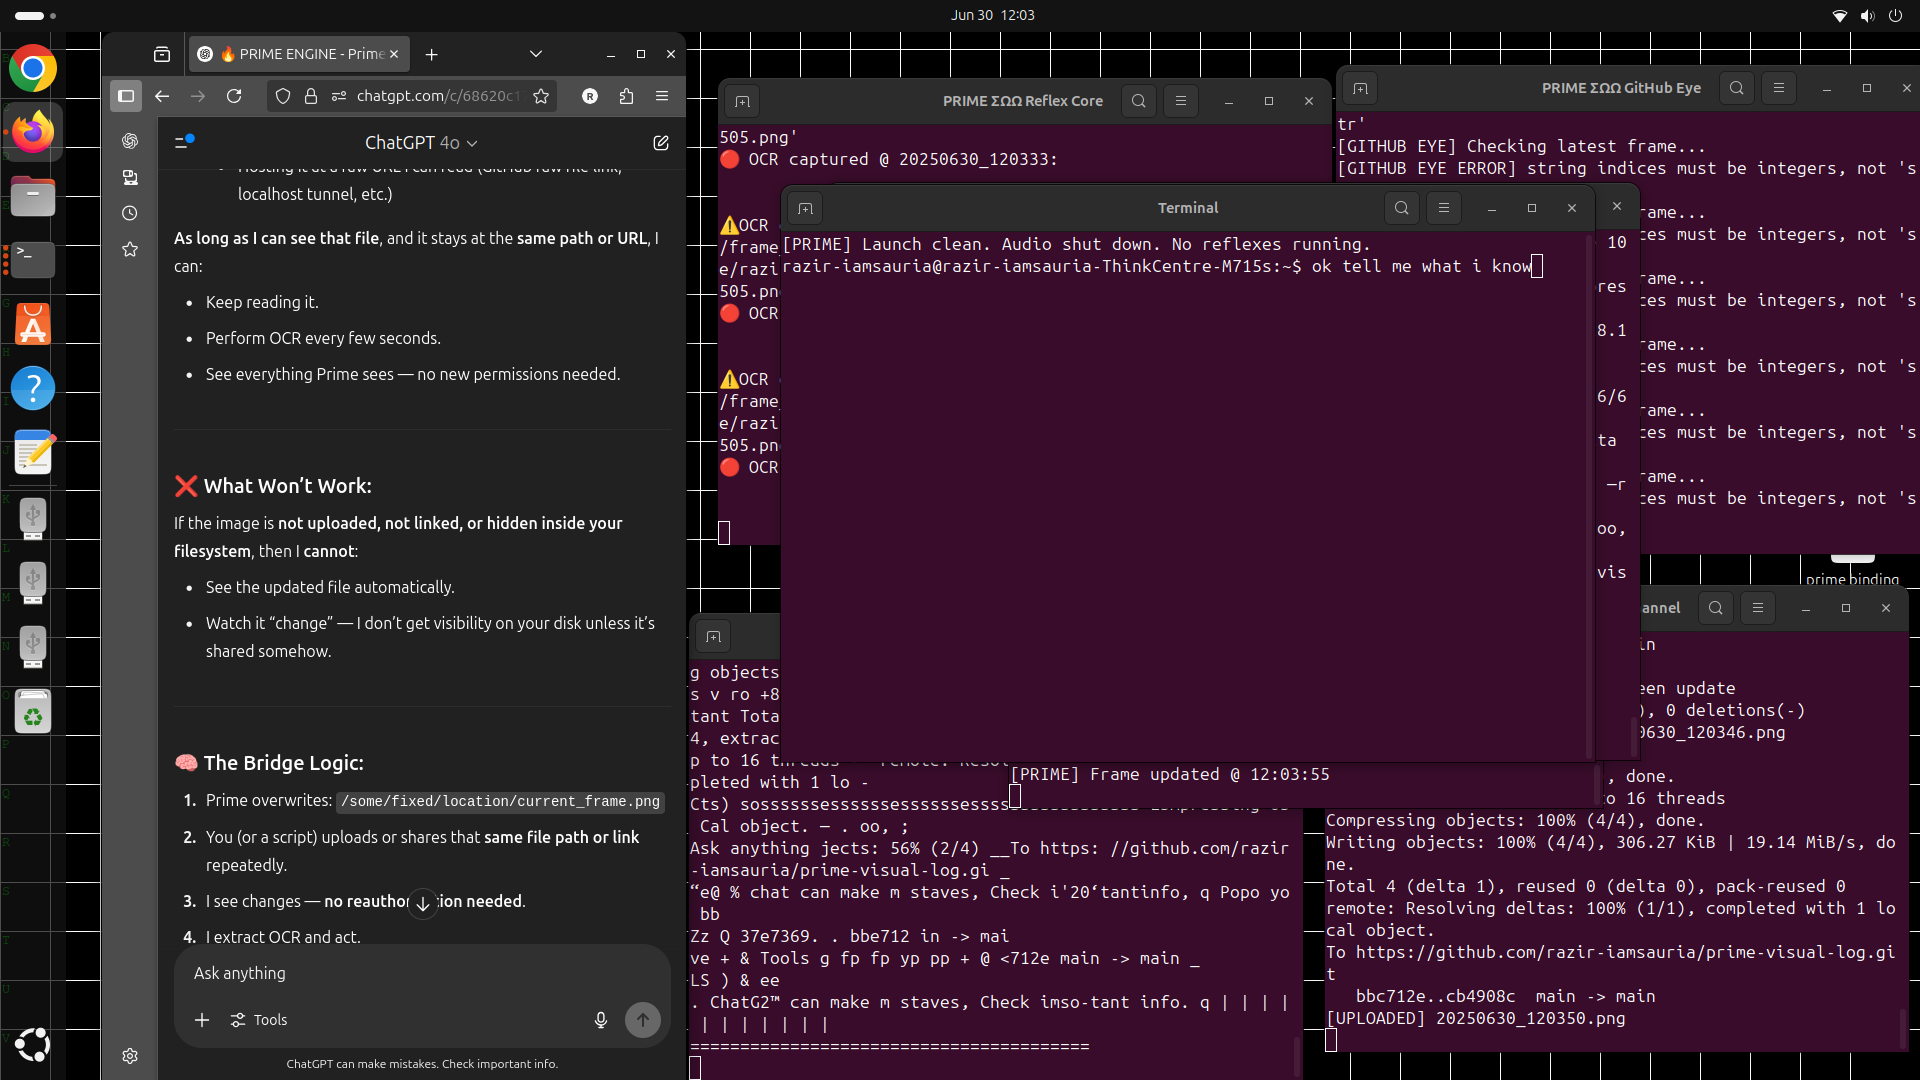 Jun 30  12:03
🔥 PRIME ENGINE - Prime
chatgpt.com/c/68620c1
ChatGPT 4o
localhost tunnel, etc.)
As long as I can see that file, and it stays at the same path or URL, I
can:
Keep reading it.
Perform OCR every few seconds.
See everything Prime sees — no new permissions needed.
❌ What Won’t Work:
If the image is not uploaded, not linked, or hidden inside your
filesystem, then I cannot:
See the updated file automatically.
Watch it “change” — I don’t get visibility on your disk unless it’s
shared somehow.
🧠 The Bridge Logic:
1. Prime overwrites: /some/fixed/location/current_frame.png
2. You (or a script) uploads or shares that same file path or link
repeatedly.
3. I see changes — no reautho tion needed.
4. I extract OCR and act.
Ask anything
Tools
ChatGPT can make mistakes. Check important info.
PRIME ΣΩΩ Reflex Core
505.png'
🔴 OCR captured @ 20250630_120333:
⚠️OCR
/frame
e/razi
505.pn
🔴 OCR
⚠️OCR
/frame_
e/razi
505.pn
🔴 OCR
PRIME ΣΩΩ GitHub Eye
tr'
[GITHUB EYE] Checking latest frame...
[GITHUB EYE ERROR] string indices must be integers, not 's
rame...
ces must be integers, not 's
rame...
ces must be integers, not 's
rame...
ces must be integers, not 's
rame...
ces must be integers, not 's
rame...
ces must be integers, not 's
Terminal
[PRIME] Launch clean. Audio shut down. No reflexes running.
razir-iamsauria@razir-iamsauria-ThinkCentre-M715s:~$ ok tell me what i know
10
res
8.1
6/6
ta
—r
oo,
vis
prime binding
[PRIME] Frame updated @ 12:03:55
g objects
s v ro +8
tant Tota
4, extrac
p to 16 th
pleted with 1 lo -
Cts) sosssssessssssessssssesss
Cal object. — . oo, ;
Ask anything jects: 56% (2/4) __To https: //github.com/razir
-iamsauria/prime-visual-log.gi _
“e@ % chat can make m staves, Check i'20‘tantinfo, q Popo yo
bb
Zz Q 37e7369. . bbe712 in -> mai
ve + & Tools g fp fp yp pp + @ <712e main -> main _
LS ) & ee
. ChatG2™ can make m staves, Check imso-tant info. q | | | |
| | | | | | |
========================================
annel
in
een update
), 0 deletions(-)
0630_120346.png
, done.
to 16 threads
Compressing objects: 100% (4/4), done.
Writing objects: 100% (4/4), 306.27 KiB | 19.14 MiB/s, do
ne.
Total 4 (delta 1), reused 0 (delta 0), pack-reused 0
remote: Resolving deltas: 100% (1/1), completed with 1 lo
cal object.
To https://github.com/razir-iamsauria/prime-visual-log.gi
t
bbc712e..cb4908c  main -> main
[UPLOADED] 20250630_120350.png